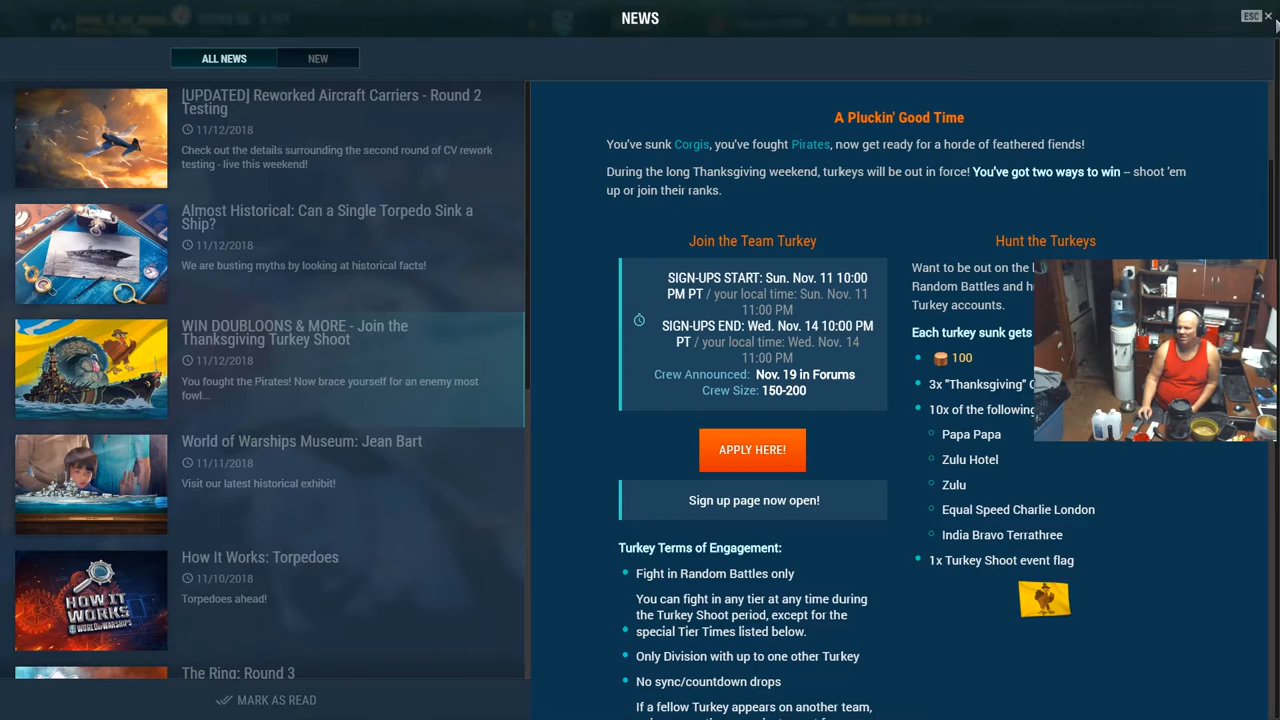 NEWS
ESC
ALL NEWS
NEW
[UPDATED] Reworked Aircraft Carriers - Round 2
Testing
11/12/2018
Check out the details surrounding the second round of CV rework
testing - live this weekend!
Almost Historical: Can a Single Torpedo Sink a
Ship?
11/12/2018
We are busting myths by looking at historical facts!
WIN DOUBLOONS & MORE - Join the
Thanksgiving Turkey Shoot
11/12/2018
You fought the Pirates! Now brace yourself for an enemy most
fowl...
World of Warships Museum: Jean Bart
11/11/2018
Visit our latest historical exhibit!
HOW IT
WORKS
WORLD OF WARSHIPS
How It Works: Torpedoes
11/10/2018
Torpedoes ahead!
The Ring: Round 3
MARK AS READ
A Pluckin' Good Time
You've sunk Corgis, you've fought Pirates, now get ready for a horde of feathered fiends!
During the long Thanksgiving weekend, turkeys will be out in force! You've got two ways to win – shoot 'em
up or join their ranks.
Join the Team Turkey
SIGN-UPS START: Sun. Nov. 11 10:00
PM PT / your local time: Sun. Nov. 11
11:00 PM
SIGN-UPS END: Wed. Nov. 14 10:00 PM
PT / your local time: Wed. Nov. 14
11:00 PM
Crew Announced: Nov. 19 in Forums
Crew Size: 150-200
APPLY HERE!
Sign up page now open!
Turkey Terms of Engagement:
Fight in Random Battles only
You can fight in any tier at any time during
the Turkey Shoot period, except for the
special Tier Times listed below.
Only Division with up to one other Turkey
No sync/countdown drops
If a fellow Turkey appears on another team,
Hunt the Turkeys
Want to be out on the
Random Battles and
Turkey accounts.
Each turkey sunk gets
100
3x "Thanksgiving"
10x of the following
Papa Papa
Zulu Hotel
Zulu
Equal Speed Charlie London
India Bravo Terrathree
1x Turkey Shoot event flag